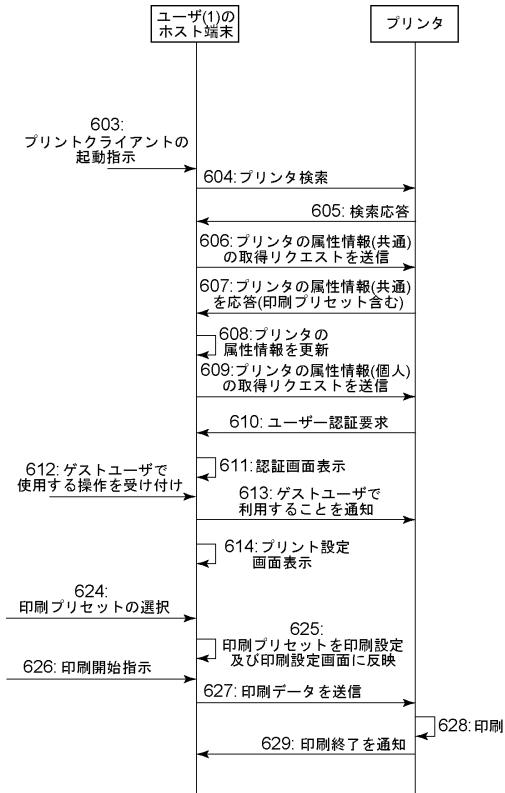 ユーザ(1)の
ホスト端末
プリンタ
603:
プリントクライアントの
起動指示
604:プリンタ検索
605: 検索応答
606:プリンタの属性情報(共通)
の取得リクエストを送信
607:プリンタの属性情報(共通)
を応答(印刷プリセット含む)
608:プリンタの
属性情報を更新
609:プリンタの属性情報(個人)
の取得リクエストを送信
610: ユーザー認証要求
611:認証画面表示
612:ゲストユーザで
使用する操作を受け付け
613:ゲストユーザで
利用することを通知
614:プリント設定
画面表示
624:
印刷プリセットの選択
625:
印刷プリセットを印刷設定
及び印刷設定画面に反映
626:印刷開始指示
627:印刷データを送信
628:印刷
629: 印刷終了を通知